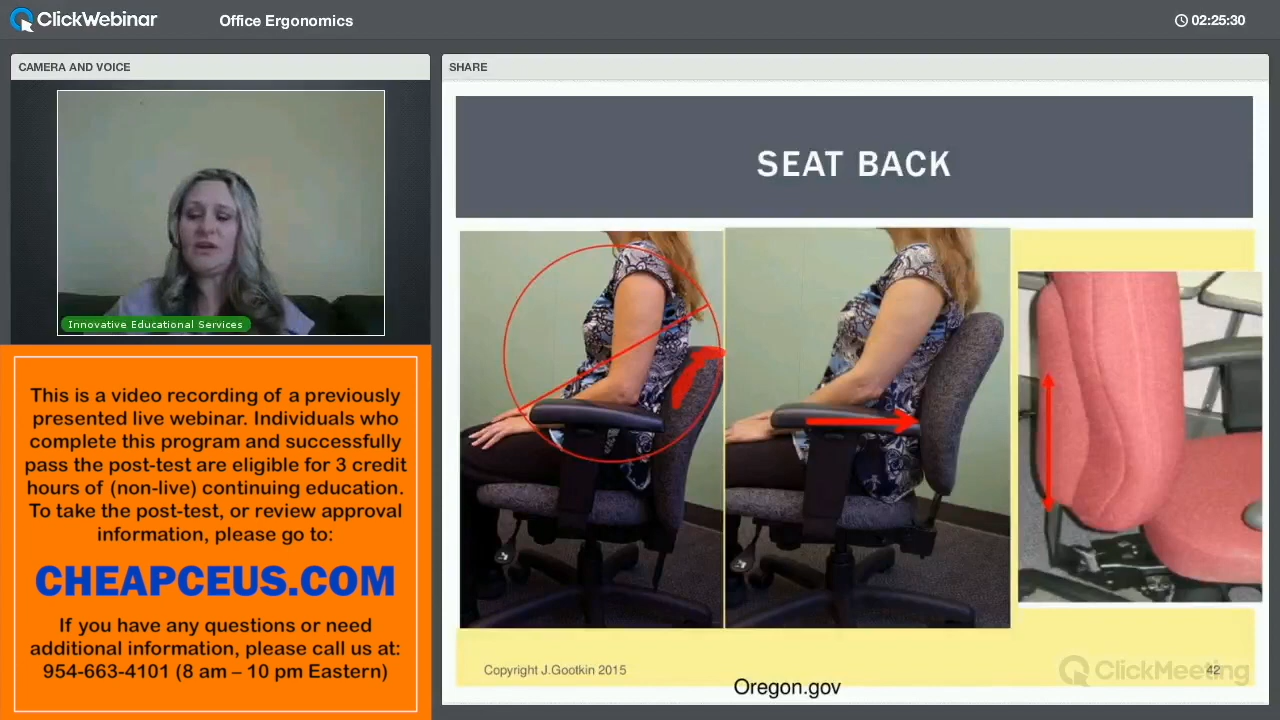 ClickWebinar
Office Ergonomics
02:25:30
CAMERA AND VOICE
SHARE
Innovative Educational Services
This is a video recording of a previously
presented live webinar. Individuals who
complete this program and successfully
pass the post-test are eligible for 3 credit
hours of (non-live) continuing education.
To take the post-test, or review approval
information, please go to:
CHEAPCEUS.COM
If you have any questions or need
additional information, please call us at:
954-663-4101 (8 am – 10 pm Eastern)
SEAT BACK
Copyright J.Gootkin 2015
42
ClickMeeting
Oregon.gov